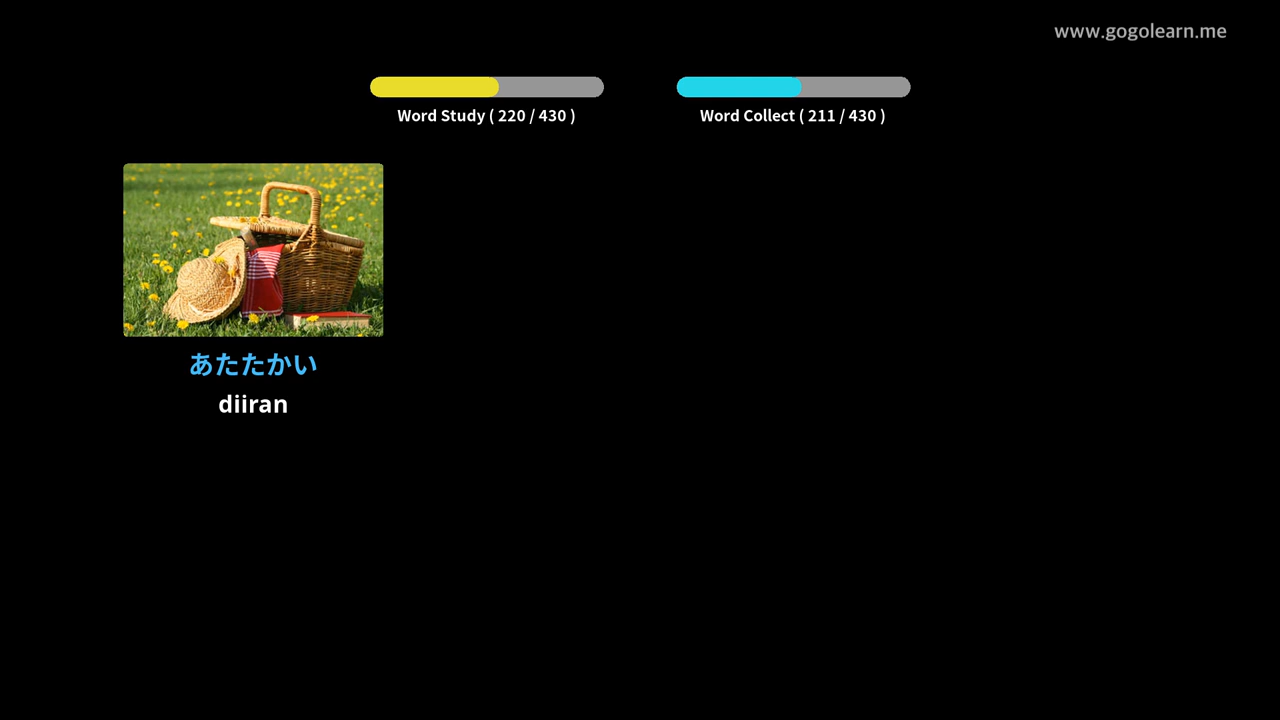 www.gogolearn.me
Word Study ( 220 / 430 )
Word Collect ( 211 / 430 )
あたたかい
diiran